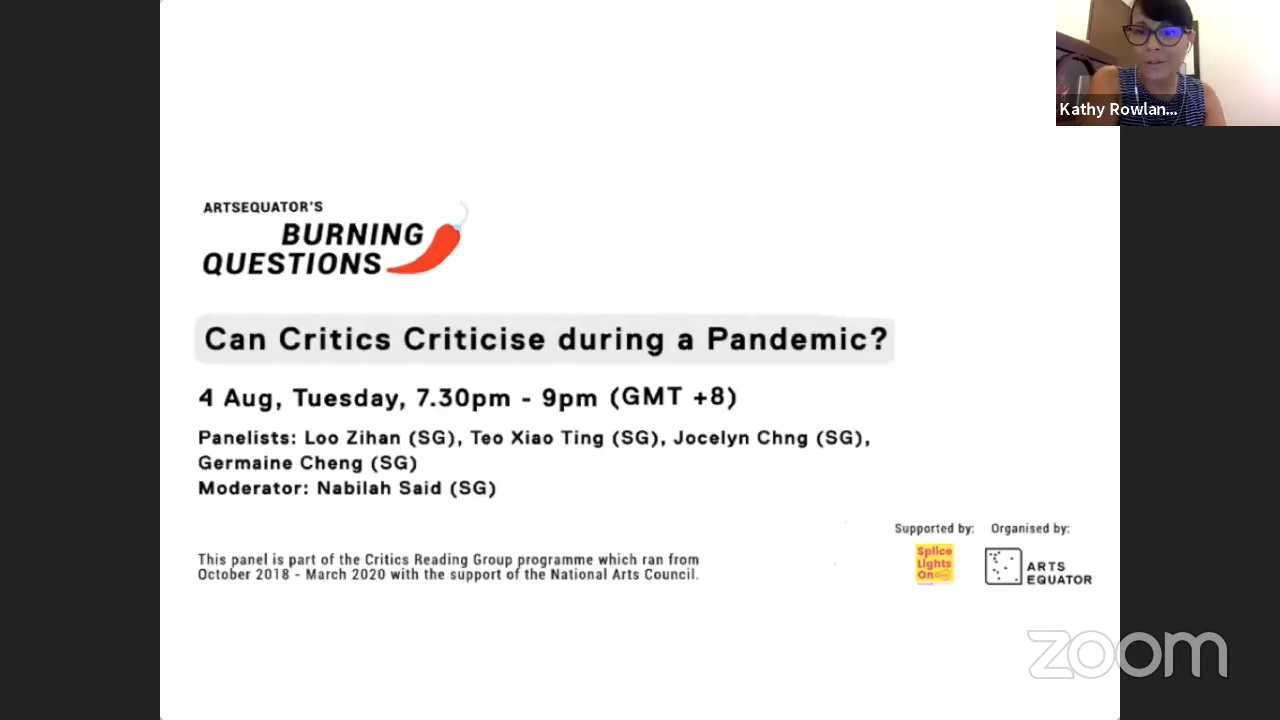 Kathy Rowlan...
ARTSEQUATOR'S
BURNING
QUESTIONS
Can Critics Criticise during a Pandemic?
4 Aug, Tuesday, 7.30pm - 9pm (GMT +8)
Panelists: Loo Zihan (SG), Teo Xiao Ting (SG), Jocelyn Chng (SG),
Germaine Cheng (SG)
Moderator: Nabilah Said (SG)
Supported by: Organised by:
Splice
Lights
On
ARTS
EQUATOR
This panel is part of the Critics Reading Group programme which ran from
October 2018 - March 2020 with the support of the National Arts Council.
zoom